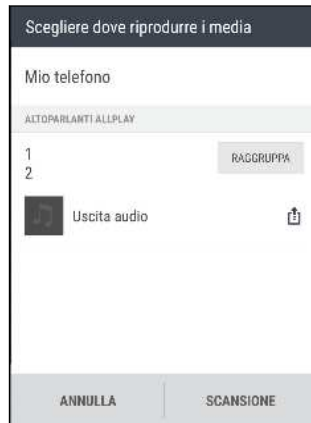 Scegliere dove riprodurre i media
Mio telefono
ALTOPARLANTI ALLPLAY
1
2
RAGGRUPPA
Uscita audio
ANNULLA
SCANSIONE